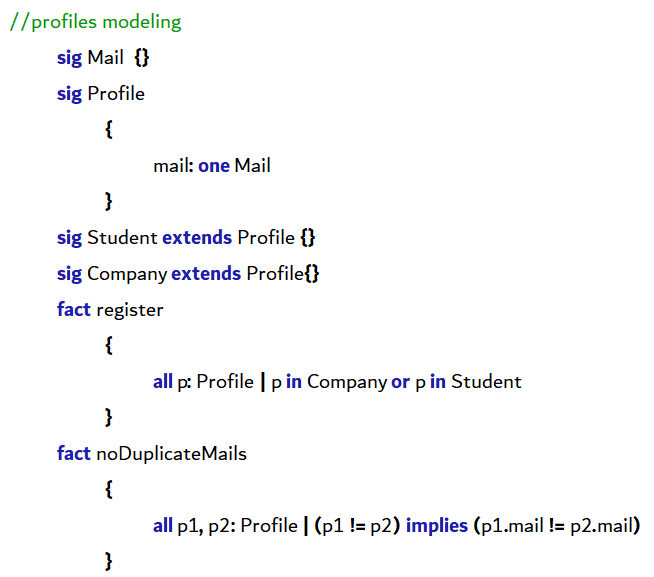 //profiles modeling
sig Mail {}
sig Profile
{
mail: one Mail
}
sig Student extends Profile {}
sig Company extends Profile{}
fact register
{
all p: Profile | p in Company or p in Student
}
fact noDuplicateMails
{
all p1, p2: Profile | (p1 != p2) implies (p1.mail != p2.mail)
}